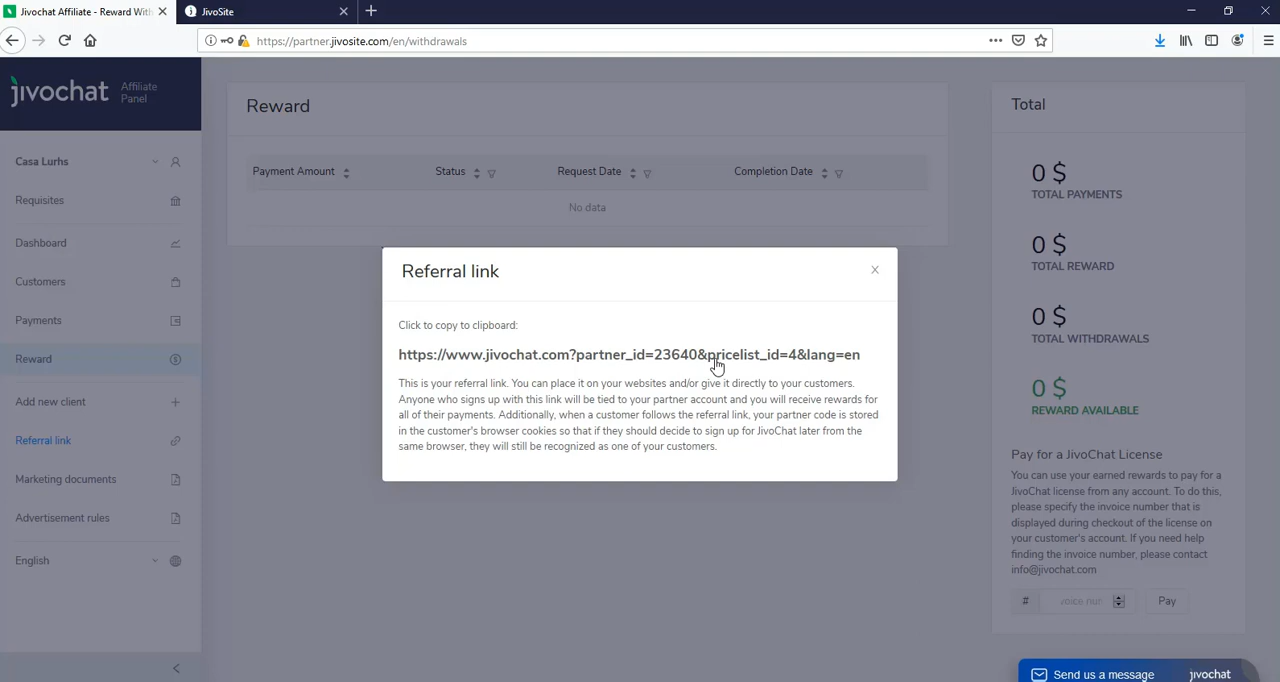 Jivochat Affiliate - Reward With
JivoSite
https://partner.jivosite.com/en/withdrawals
jivochat
Affiliate
Panel
Casa Lurhs
Requisites
Dashboard
Customers
Payments
Reward
Add new client
Referral link
Marketing documents
Advertisement rules
English
Reward
Payment Amount Status Request Date Completion Date
No data
Referral link
Click to copy to clipboard:
https://www.jivochat.com?partner_id=23640&pricelist_id=4&lang=en
This is your referral link. You can place it on your websites and/or give it directly to your customers.
Anyone who signs up with this link will be tied to your partner account and you will receive rewards for
all of their payments. Additionally, when a customer follows the referral link, your partner code is stored
in the customer's browser cookies so that if they should decide to sign up for JivoChat later from the
same browser, they will still be recognized as one of your customers.
Total
0 $
TOTAL PAYMENTS
0 $
TOTAL REWARD
0 $
TOTAL WITHDRAWALS
0 $
REWARD AVAILABLE
Pay for a JivoChat License
You can use your earned rewards to pay for a
JivoChat license from any account. To do this,
please specify the invoice number that is
displayed during checkout of the license on
your customer's account. If you need help
finding the invoice number, please contact
info@jivochat.com
# voice nur Pay
Send us a message jivochat